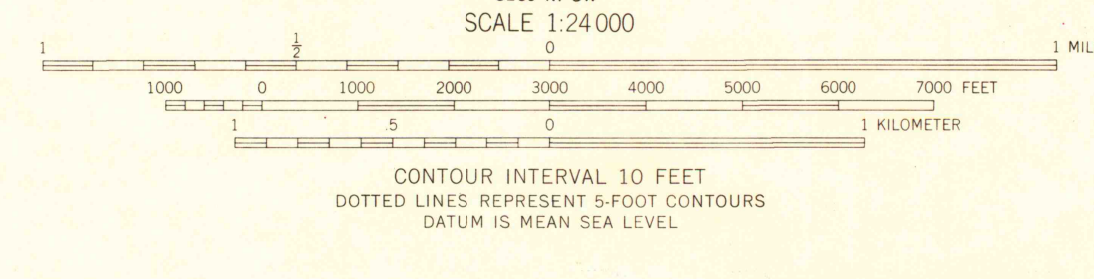 SCALE 1:24 000
1 1/2 0 1 MIL
1000 0 1000 2000 3000 4000 5000 6000 7000 FEET
1 .5 0 1 KILOMETER
CONTOUR INTERVAL 10 FEET
DOTTED LINES REPRESENT 5-FOOT CONTOURS
DATUM IS MEAN SEA LEVEL